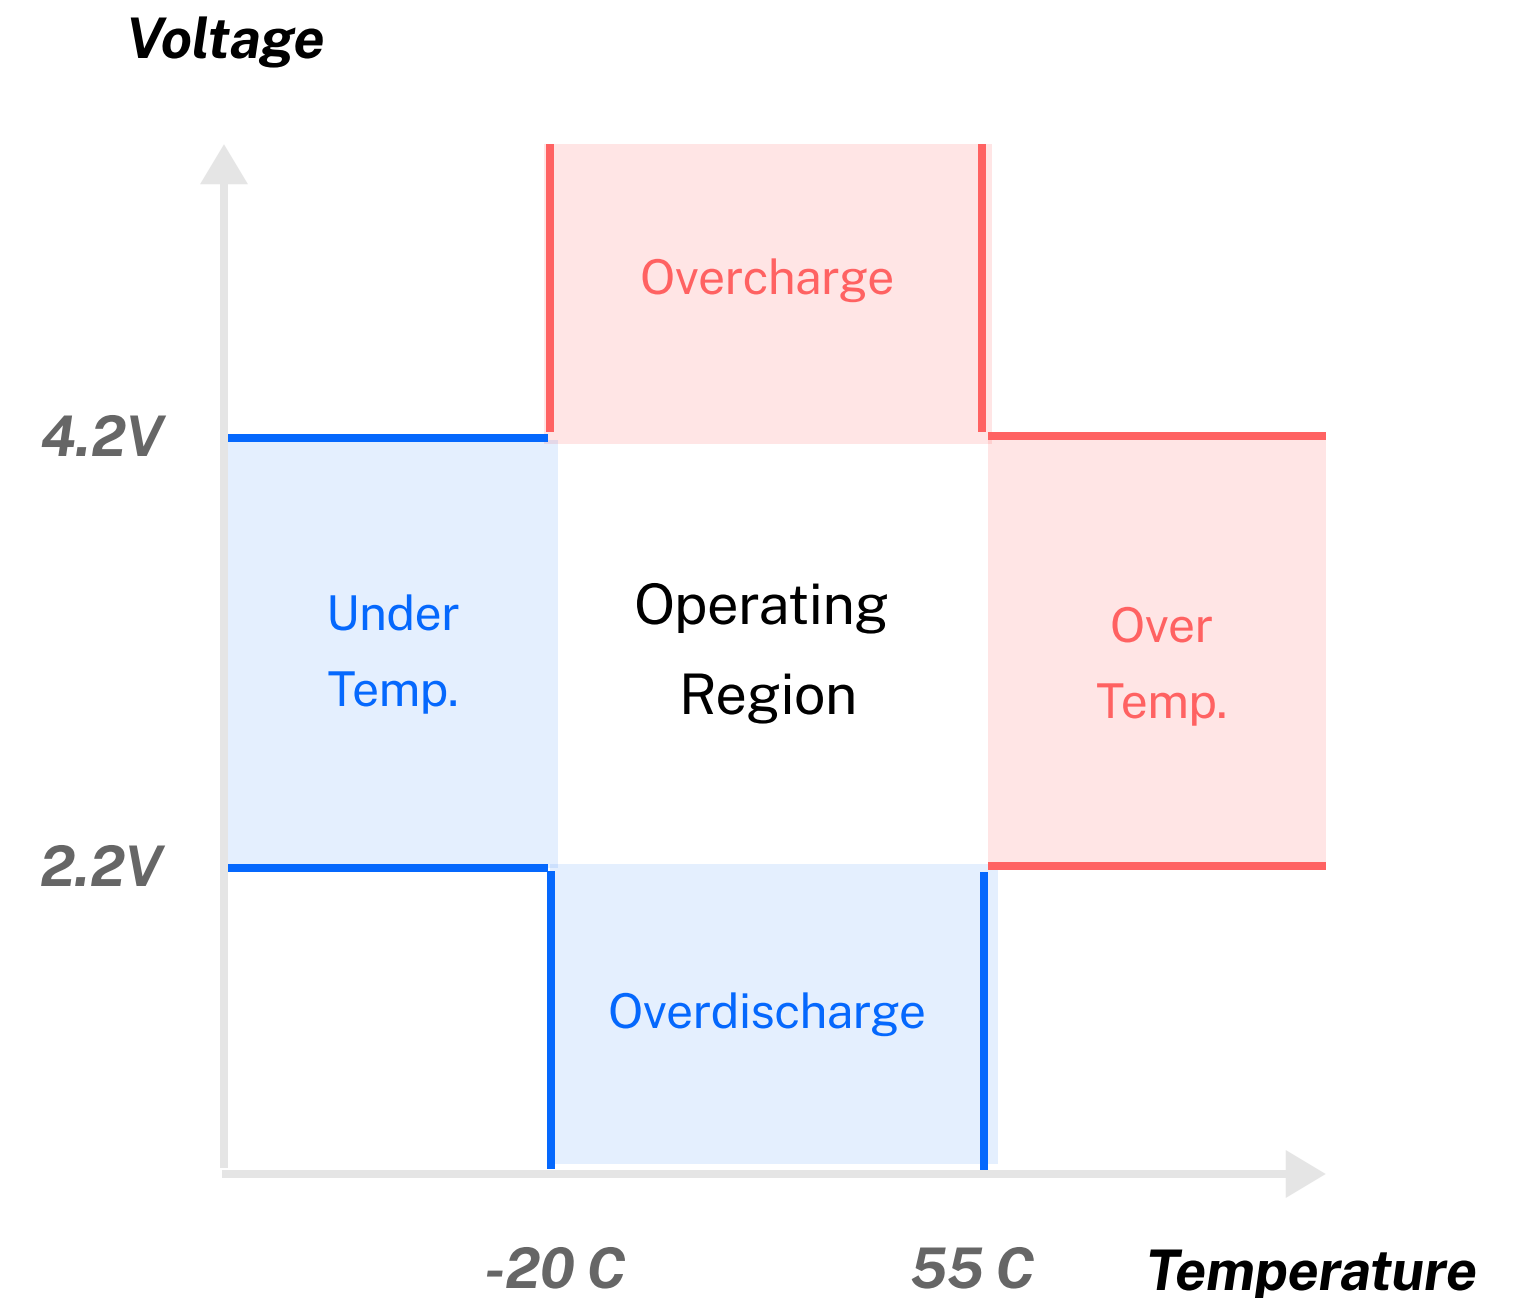 Voltage
Overcharge
4.2V
Under
Temp.
Operating
Region
Over
Temp.
2.2V
Overdischarge
-20 C
55 C
Temperature